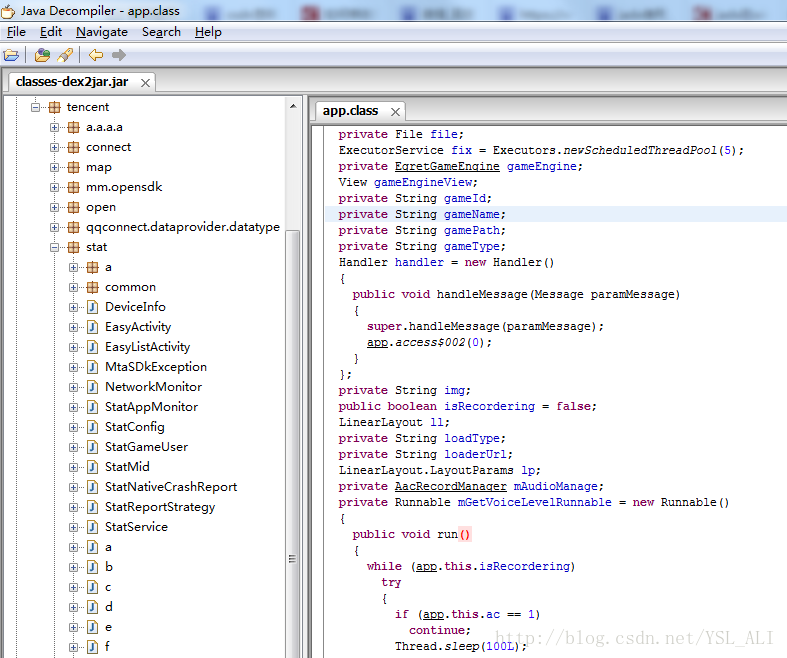 Java Decompiler - app.class
File Edit Navigate Search Help
classes-dex2jar.jar
tencent
a.a.a.a
connect
map
mm.opensdk
open
qqconnect.dataprovider.datatype
stat
a
common
DeviceInfo
EasyActivity
EasyListActivity
MtaSDkException
NetworkMonitor
StatAppMonitor
StatConfig
StatGameUser
StatMid
StatNativeCrashReport
StatReportStrategy
StatService
a
b
c
d
e
f
app.class
private File file;
ExecutorService fix = Executors.newScheduledThreadPool(5);
private EgretGameEngine gameEngine;
View gameEngineView;
private String gameId;
private String gameName;
private String gamePath;
private String gameType;
Handler handler = new Handler()
{
public void handleMessage(Message paramMessage)
{
super.handleMessage(paramMessage);
app.access$002(0);
}
};
private String img;
public boolean isRecordering = false;
LinearLayout ll;
private String loadType;
private String loaderUrl;
LinearLayout.LayoutParams lp;
private AacRecordManager mAudioManage;
private Runnable mGetVoiceLevelRunnable = new Runnable()
{
public void run()
{
while (app.this.isRecordering)
try
{
if (app.this.ac == 1)
continue;
Thread.sleep(100L);
http://blog.csdn.net/YSL_ALI